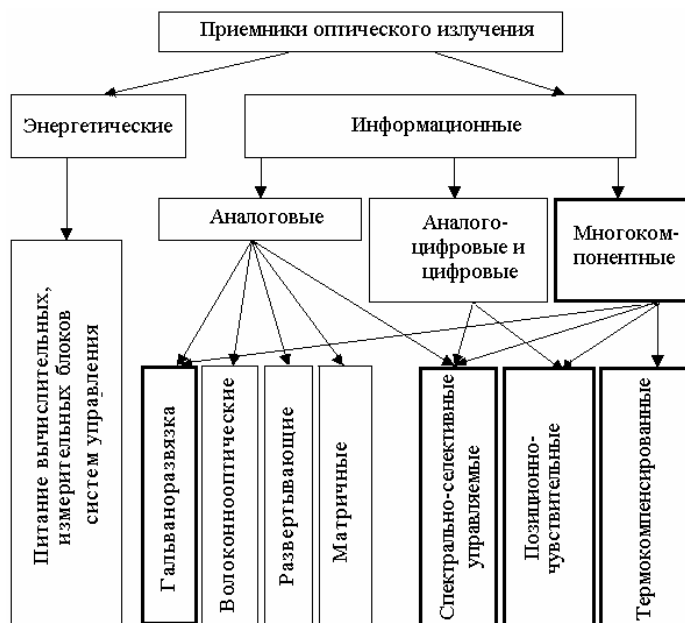 Приемники оптического излучения
Энергетические
Информационные
Аналоговые
Аналого-
цифровые и
цифровые
Многоком-
понентные
Питание вычислительных,
измерительных блоков
систем управления
Гальваноразвязка
Волоконнооптические
Развертывающие
Матричные
Спектрально-селективные
управляемые
Позиционно-
чувствительные
Термокомпенсированные